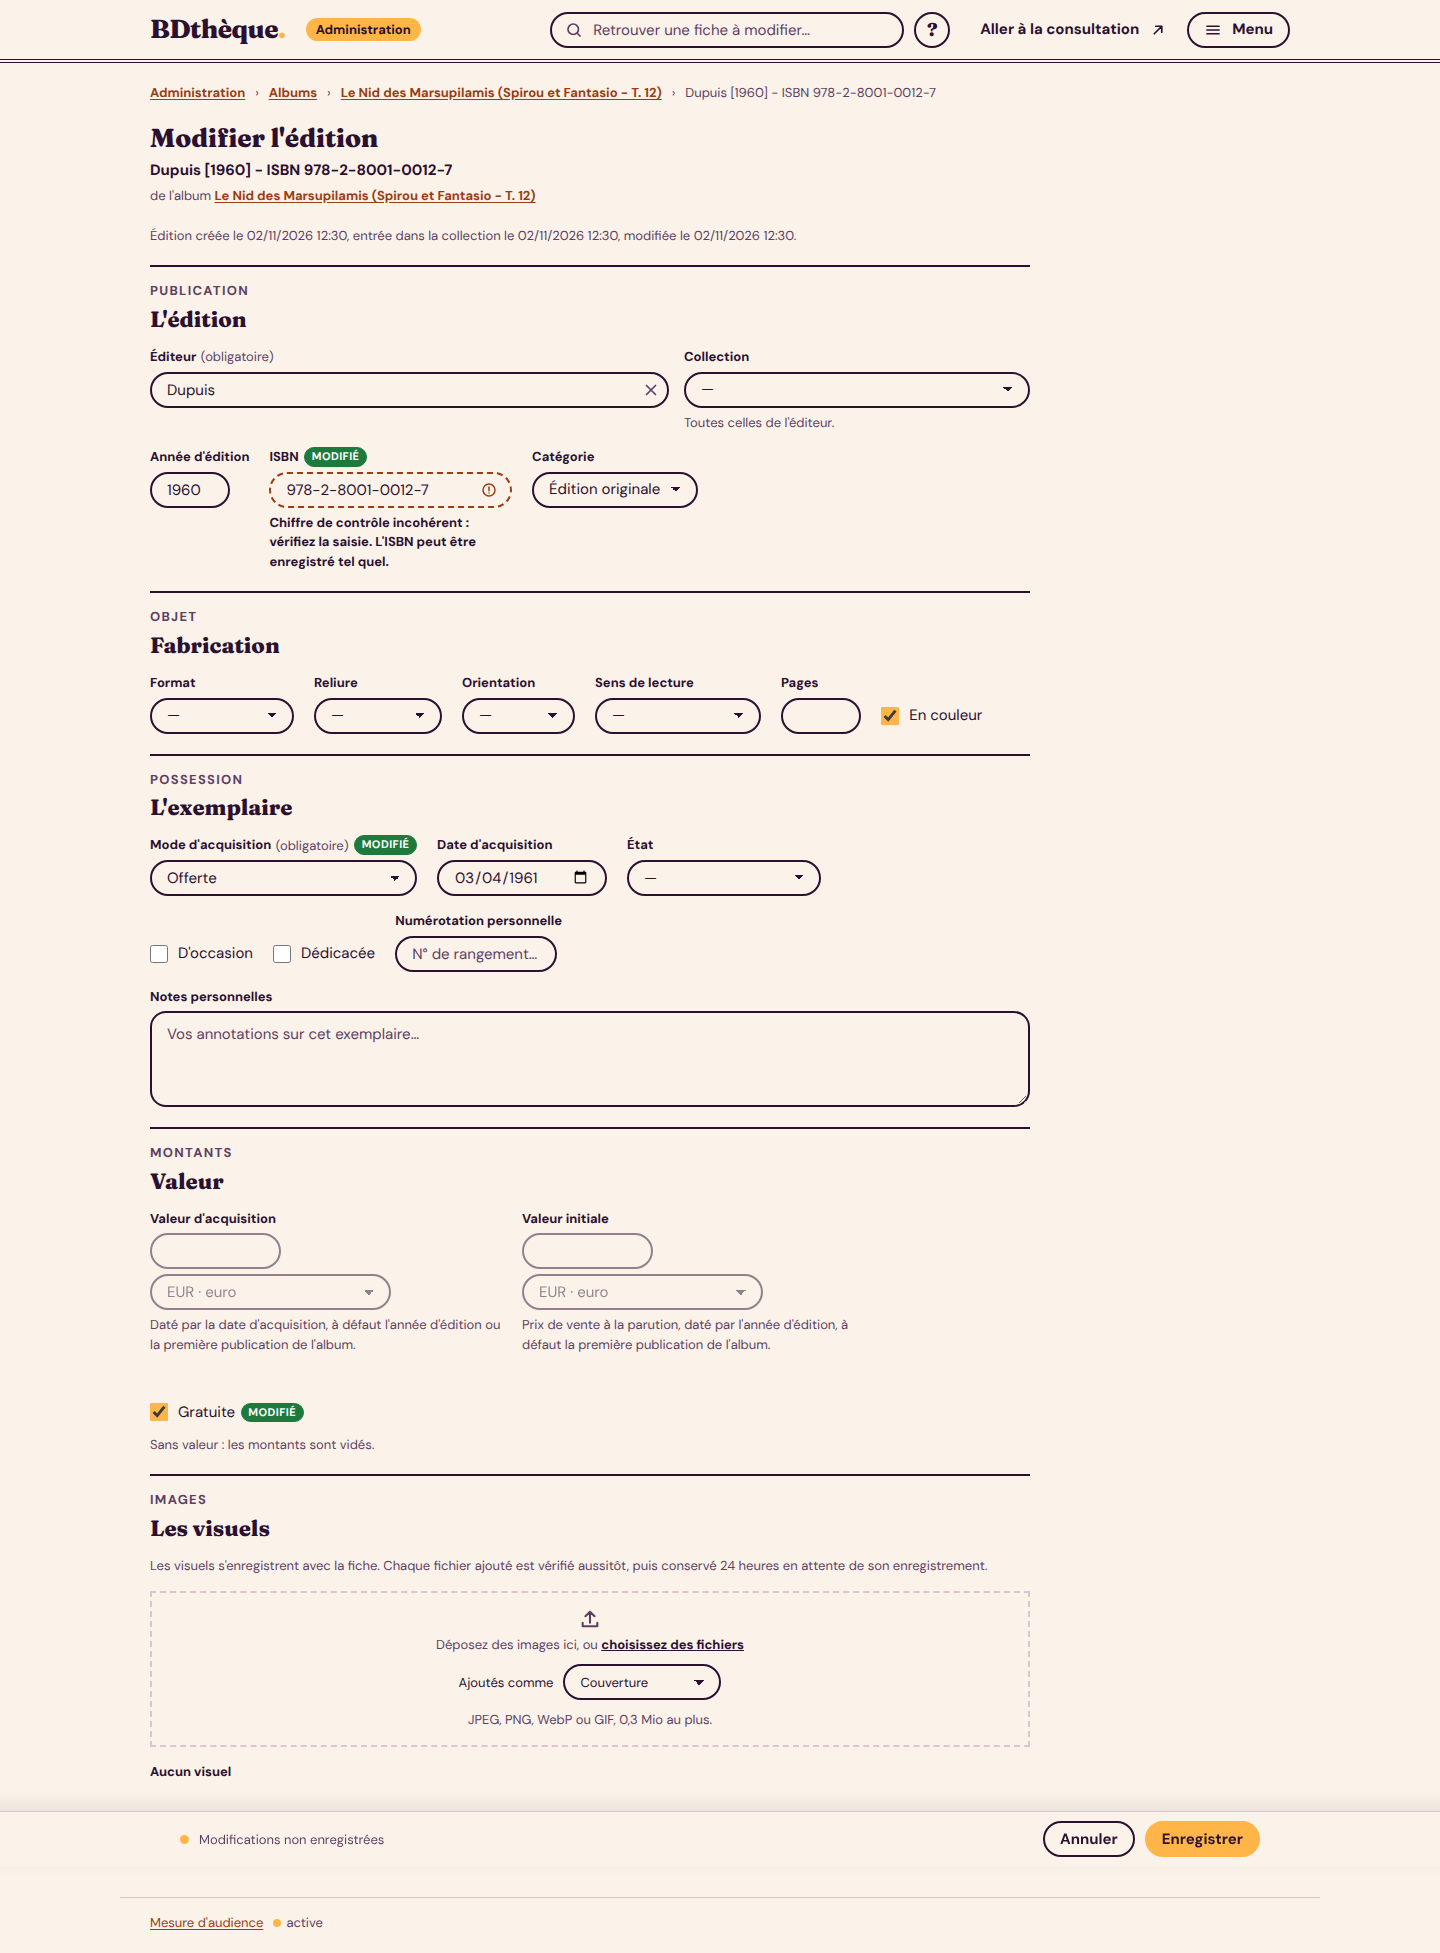 BDthèque.
Administration
Retrouver une fiche à modifier...
?
Aller à la consultation
Menu
Administration › Albums › Le Nid des Marsupilamis (Spirou et Fantasio - T. 12) › Dupuis [1960] - ISBN 978-2-8001-0012-7
Modifier l'édition
Dupuis [1960] - ISBN 978-2-8001-0012-7
de l'album Le Nid des Marsupilamis (Spirou et Fantasio - T. 12)
Édition créée le 02/11/2026 12:30, entrée dans la collection le 02/11/2026 12:30, modifiée le 02/11/2026 12:30.
PUBLICATION
L'édition
Éditeur (obligatoire)
Collection
Dupuis
—
Toutes celles de l'éditeur.
Année d'édition
ISBN MODIFIÉ
Catégorie
1960
978-2-8001-0012-7
Édition originale
Chiffre de contrôle incohérent :
vérifiez la saisie. L'ISBN peut être
enregistré tel quel.
OBJET
Fabrication
Format
Reliure
Orientation
Sens de lecture
Pages
—
—
—
—
En couleur
POSSESSION
L'exemplaire
Mode d'acquisition (obligatoire) MODIFIÉ
Date d'acquisition
État
Offerte
03/04/1961
—
Numérotation personnelle
D'occasion
Dédicacée
N° de rangement...
Notes personnelles
Vos annotations sur cet exemplaire...
MONTANTS
Valeur
Valeur d'acquisition
Valeur initiale
EUR · euro
EUR · euro
Daté par la date d'acquisition, à défaut l'année d'édition ou
la première publication de l'album.
Prix de vente à la parution, daté par l'année d'édition, à
défaut la première publication de l'album.
Gratuite MODIFIÉ
Sans valeur : les montants sont vidés.
IMAGES
Les visuels
Les visuels s'enregistrent avec la fiche. Chaque fichier ajouté est vérifié aussitôt, puis conservé 24 heures en attente de son enregistrement.
Déposez des images ici, ou choisissez des fichiers
Ajoutés comme
Couverture
JPEG, PNG, WebP ou GIF, 0,3 Mio au plus.
Aucun visuel
Modifications non enregistrées
Annuler
Enregistrer
Mesure d'audience
active